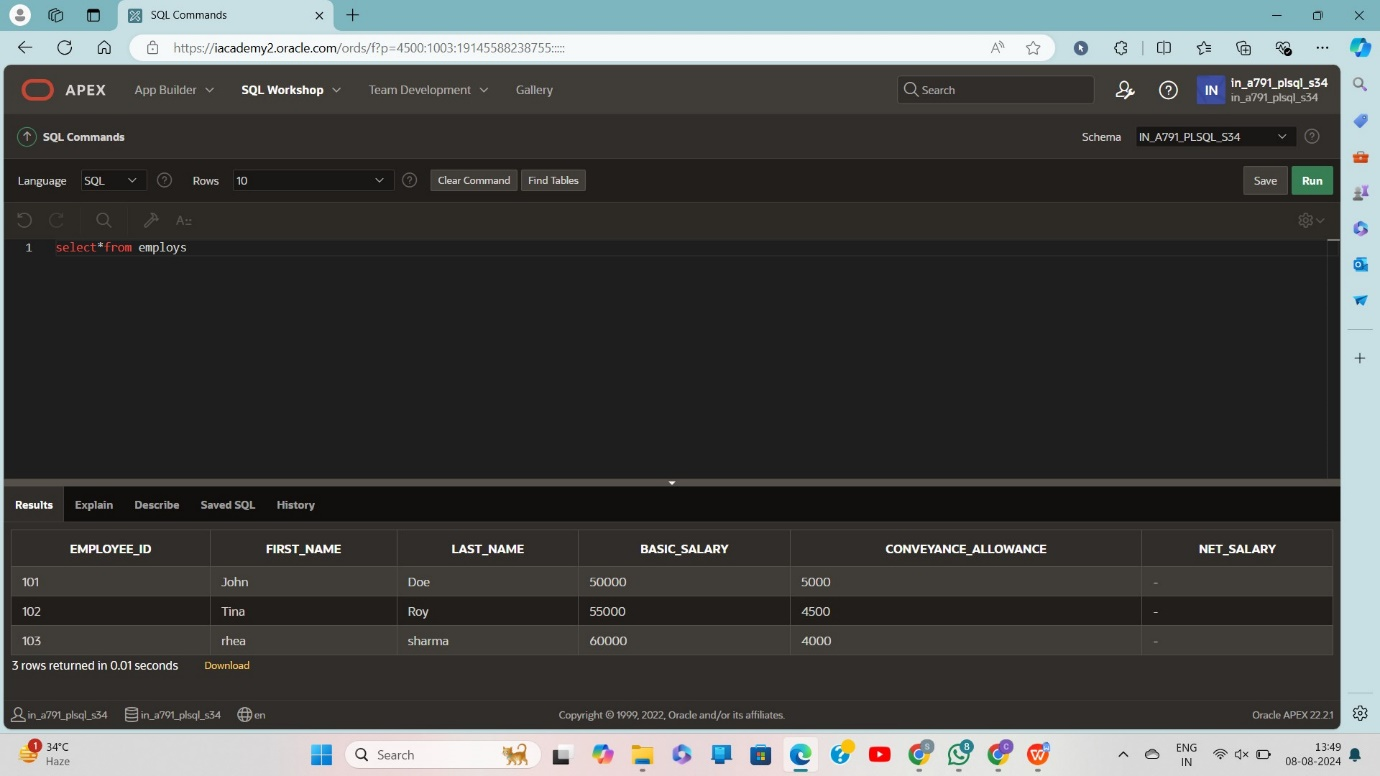 SQL Commands
https://iacademy2.oracle.com/ords/f?p=4500:1003:19145588238755:::::
APEX App Builder SQL Workshop Team Development Gallery Search IN in_a791_plsql_s34
in_a791_plsql_s34
SQL Commands Schema IN_A791_PLSQL_S34
Language SQL Rows 10 Clear Command Find Tables Save Run
1 select*from employs
Results Explain Describe Saved SQL History
EMPLOYEE_ID FIRST_NAME LAST_NAME BASIC_SALARY CONVEYANCE_ALLOWANCE NET_SALARY
101 John Doe 50000 5000 -
102 Tina Roy 55000 4500 -
103 rhea sharma 60000 4000 -
3 rows returned in 0.01 seconds Download
in_a791_plsql_s34 in_a791_plsql_s34 en Copyright © 1999, 2022, Oracle and/or its affiliates. Oracle APEX 22.2.1
1 34°C
Haze
Search
S 8 C
ENG
IN
13:49
08-08-2024